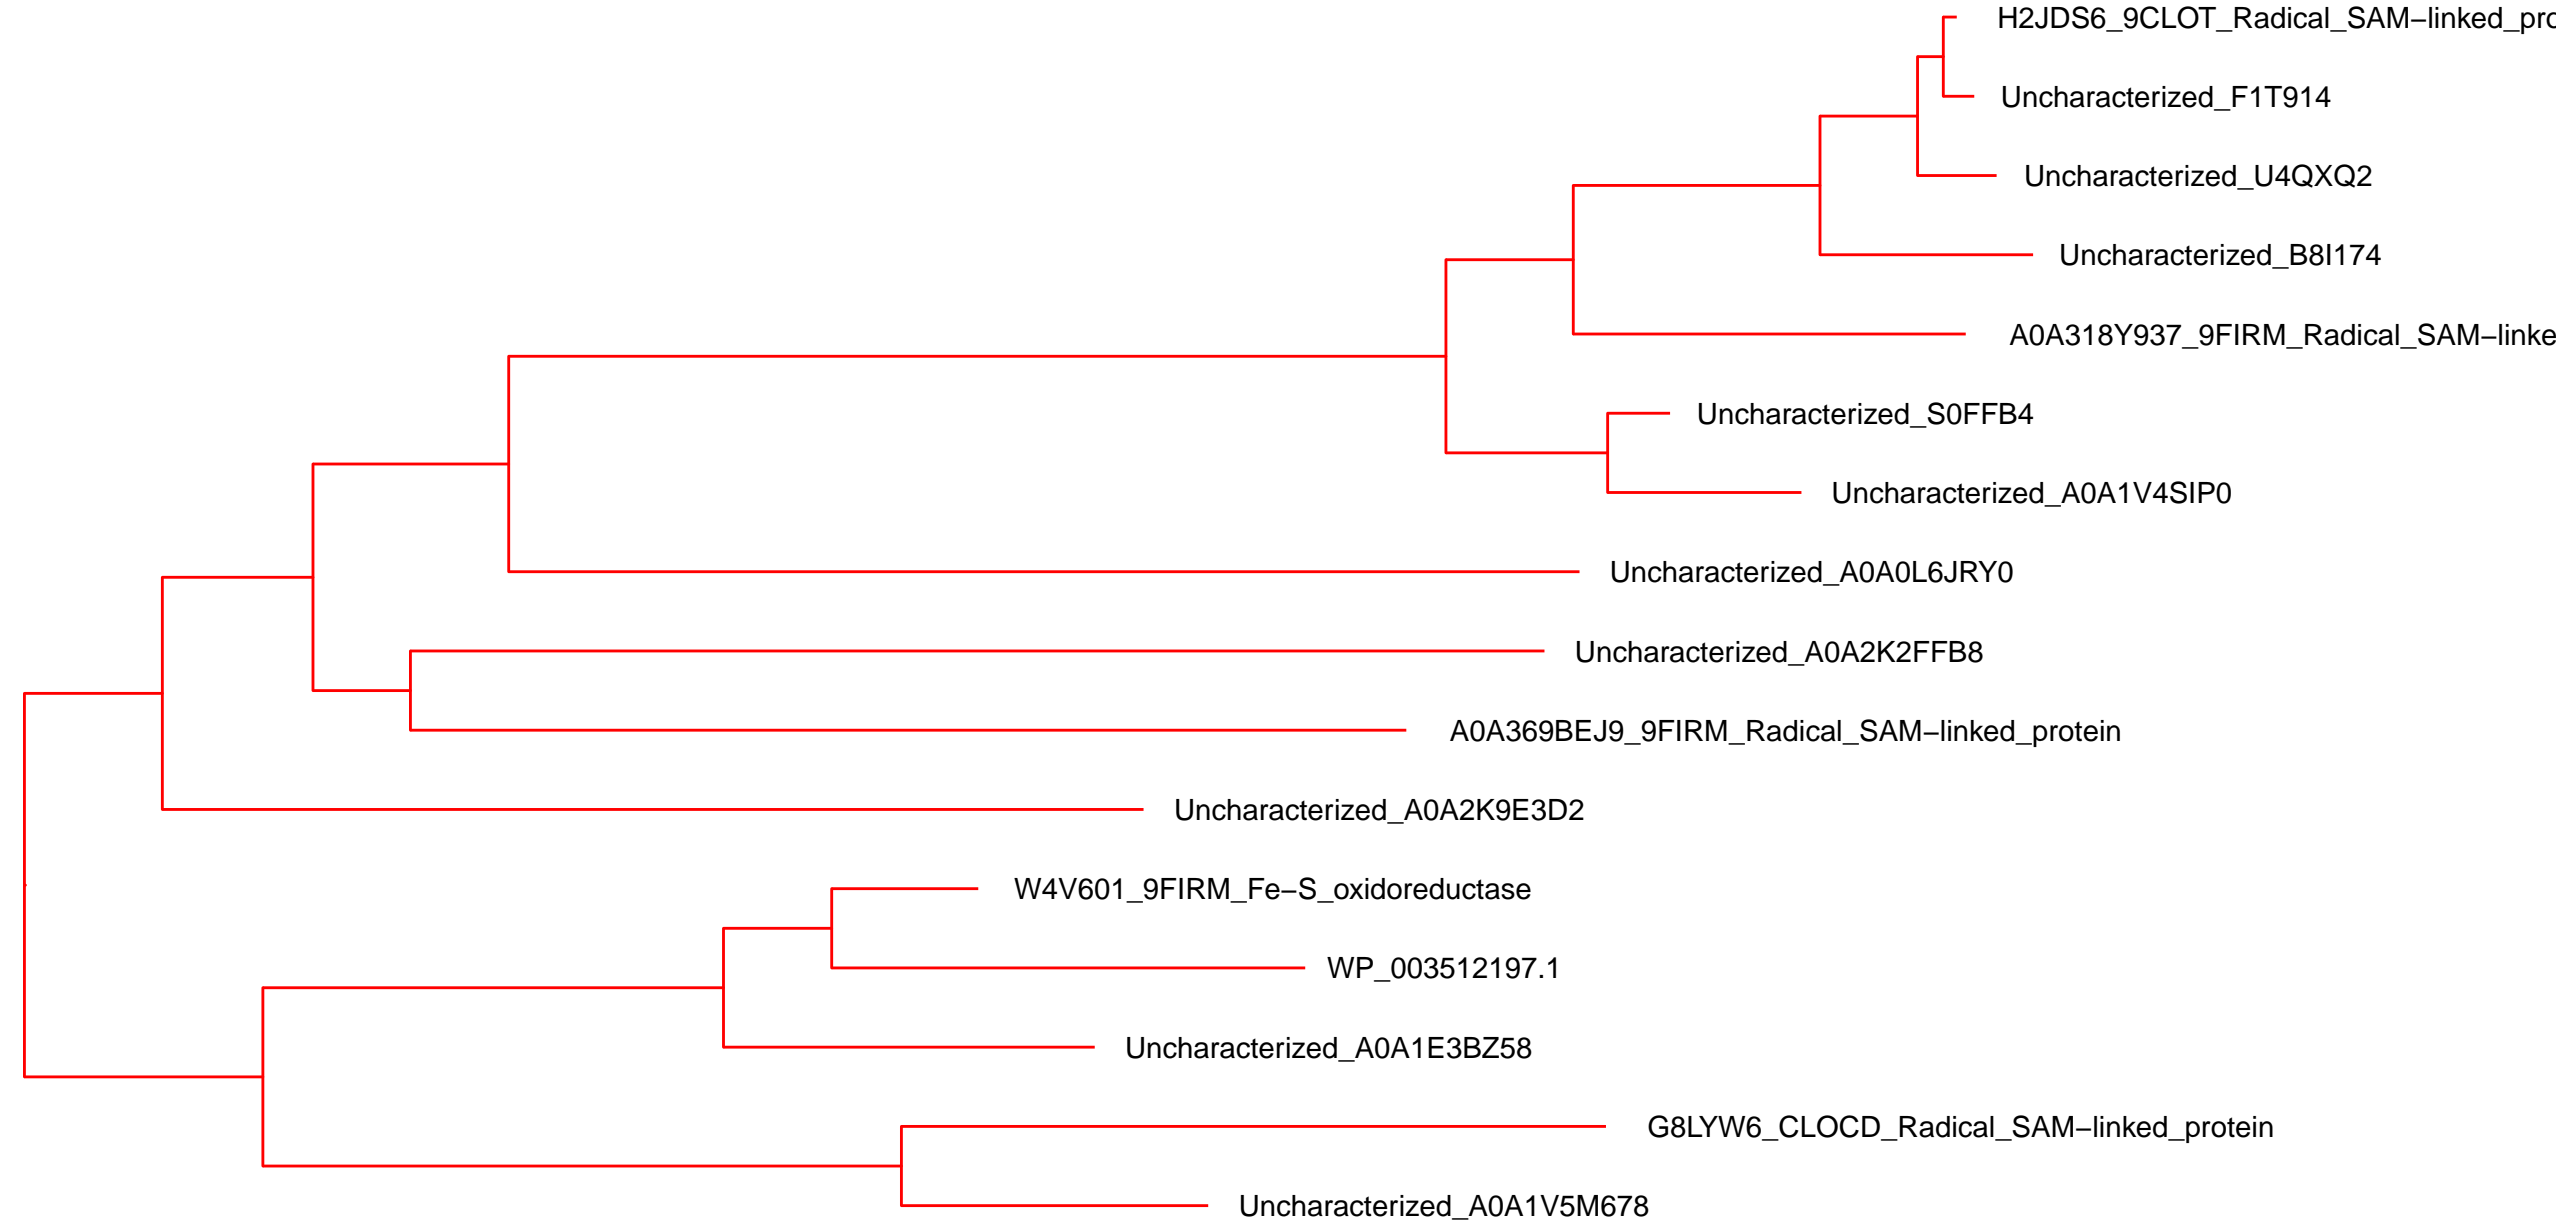 H2JDS6_9CLOT_Radical_SAM−linked_pro
Uncharacterized_F1T914
Uncharacterized_U4QXQ2
Uncharacterized_B8I174
A0A318Y937_9FIRM_Radical_SAM−linke
Uncharacterized_S0FFB4
Uncharacterized_A0A1V4SIP0
Uncharacterized_A0A0L6JRY0
Uncharacterized_A0A2K2FFB8
A0A369BEJ9_9FIRM_Radical_SAM−linked_protein
Uncharacterized_A0A2K9E3D2
W4V601_9FIRM_Fe−S_oxidoreductase
WP_003512197.1
Uncharacterized_A0A1E3BZ58
G8LYW6_CLOCD_Radical_SAM−linked_protein
Uncharacterized_A0A1V5M678